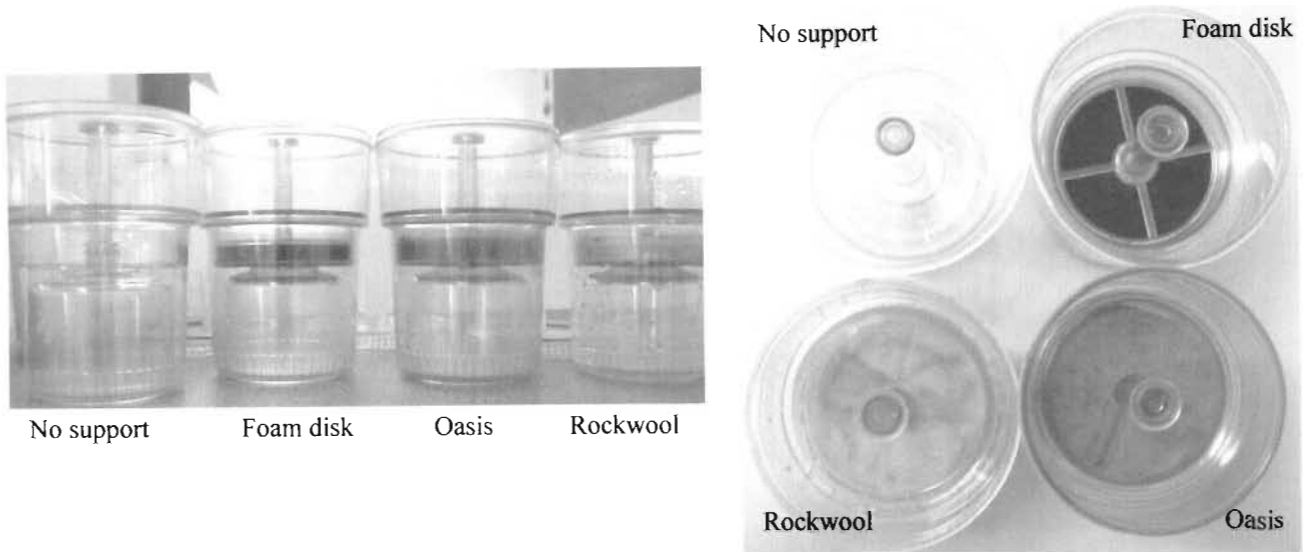 No support
Foam disk
Oasis
Rockwool
No support
Foam disk
Rockwool
Oasis